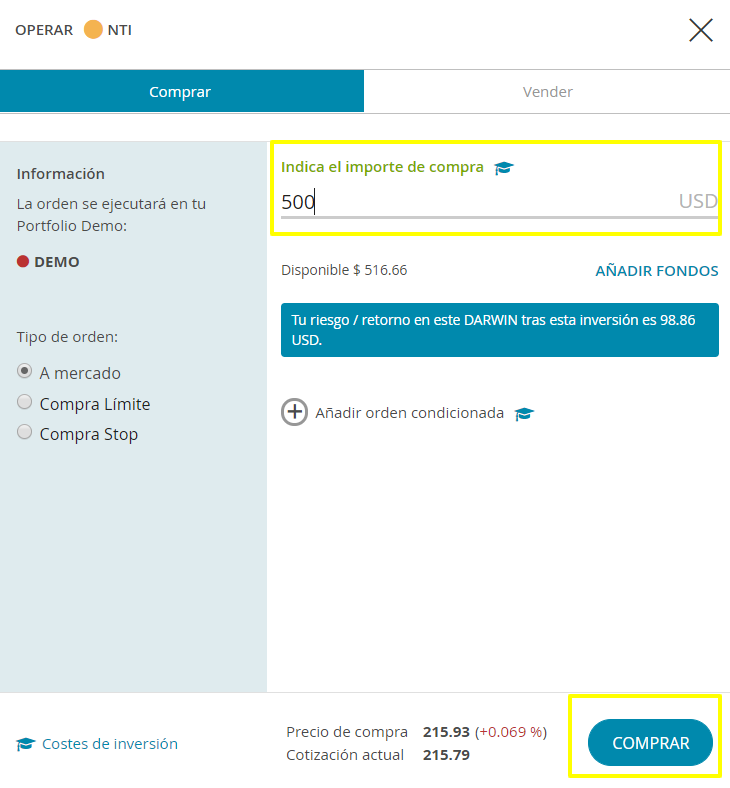 OPERAR NTI
Comprar
Vender
Información
La orden se ejecutará en tu
Portfolio Demo:
DEMO
Tipo de orden:
A mercado
Compra Límite
Compra Stop
Indica el importe de compra
500 USD
Disponible $ 516.66 AÑADIR FONDOS
Tu riesgo / retorno en este DARWIN tras esta inversión es 98.86
USD.
Añadir orden condicionada
Costes de inversión
Precio de compra 215.93 (+0.069 %)
Cotización actual 215.79
COMPRAR